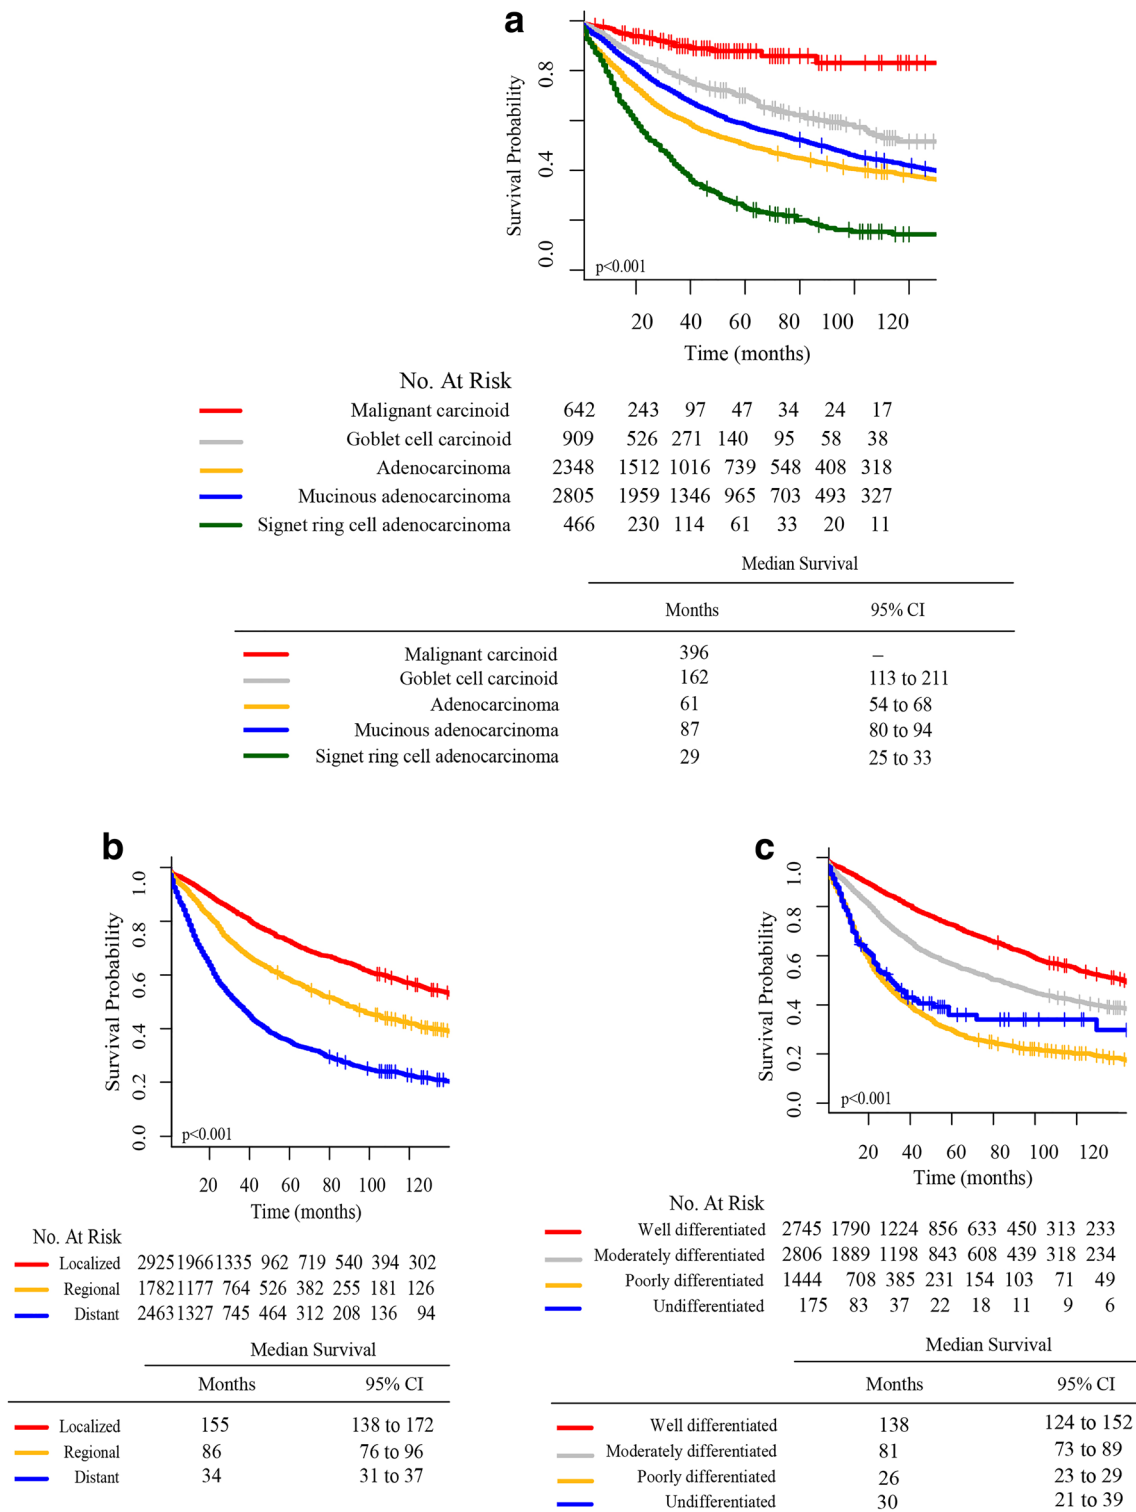 a
Survival Probability
0.8
0.4
0.0
p<0.001
20 40 60 80 100 120
Time (months)
No. At Risk
Malignant carcinoid 642 243 97 47 34 24 17
Goblet cell carcinoid 909 526 271 140 95 58 38
Adenocarcinoma 2348 1512 1016 739 548 408 318
Mucinous adenocarcinoma 2805 1959 1346 965 703 493 327
Signet ring cell adenocarcinoma 466 230 114 61 33 20 11
Median Survival
Months 95% CI
Malignant carcinoid 396 –
Goblet cell carcinoid 162 113 to 211
Adenocarcinoma 61 54 to 68
Mucinous adenocarcinoma 87 80 to 94
Signet ring cell adenocarcinoma 29 25 to 33
b
Survival Probability
1.0
0.8
0.6
0.4
0.2
0.0
p<0.001
20 40 60 80 100 120
Time (months)
No. At Risk
Localized 2925 1966 1335 962 719 540 394 302
Regional 1782 1177 764 526 382 255 181 126
Distant 2463 1327 745 464 312 208 136 94
Median Survival
Months 95% CI
Localized 155 138 to 172
Regional 86 76 to 96
Distant 34 31 to 37
c
Survival Probability
1.0
0.8
0.6
0.4
0.2
0.0
p<0.001
20 40 60 80 100 120
Time (months)
No. At Risk
Well differentiated 2745 1790 1224 856 633 450 313 233
Moderately differentiated 2806 1889 1198 843 608 439 318 234
Poorly differentiated 1444 708 385 231 154 103 71 49
Undifferentiated 175 83 37 22 18 11 9 6
Median Survival
Months 95% CI
Well differentiated 138 124 to 152
Moderately differentiated 81 73 to 89
Poorly differentiated 26 23 to 29
Undifferentiated 30 21 to 39